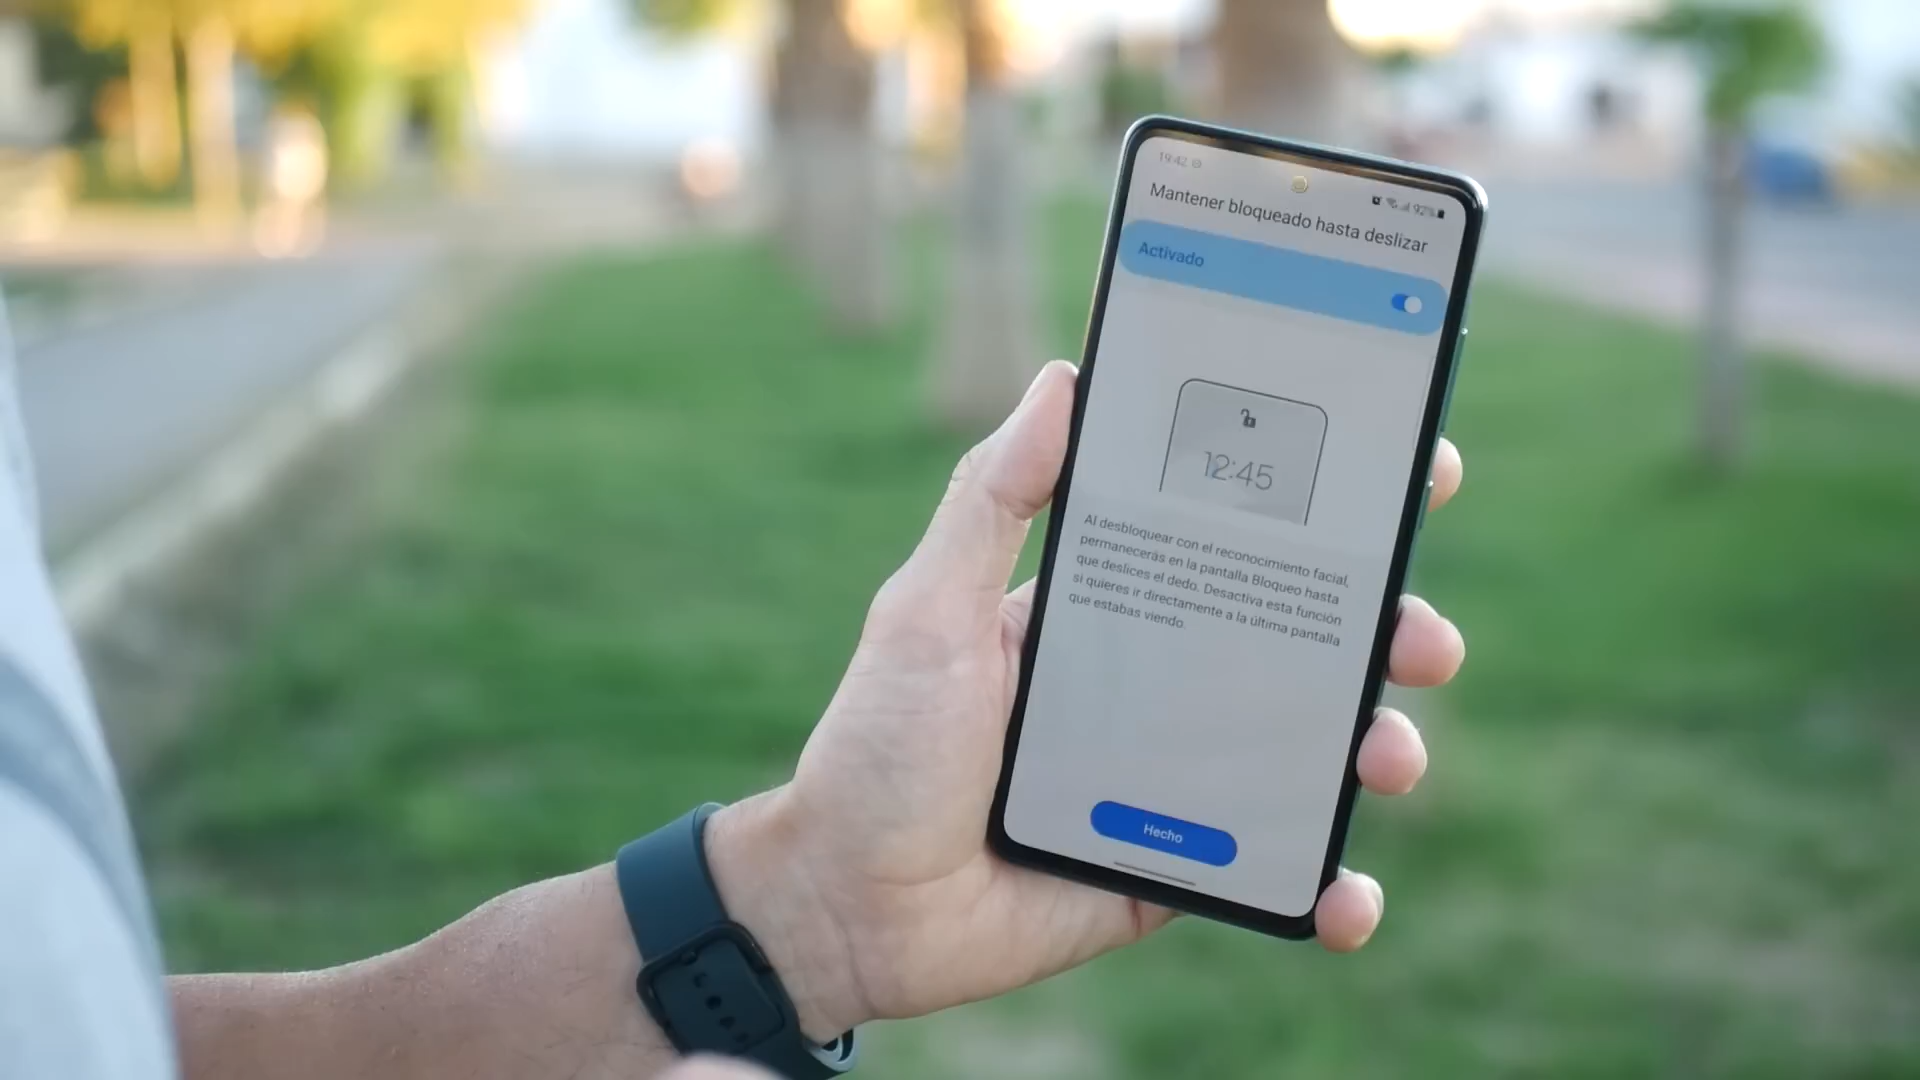 19:42
92%
Mantener bloqueado hasta deslizar
Activado
12:45
Al desbloquear con el reconocimiento facial,
permanecerás en la pantalla Bloqueo hasta
que deslices el dedo. Desactiva esta función
si quieres ir directamente a la última pantalla
que estabas viendo.
Hecho